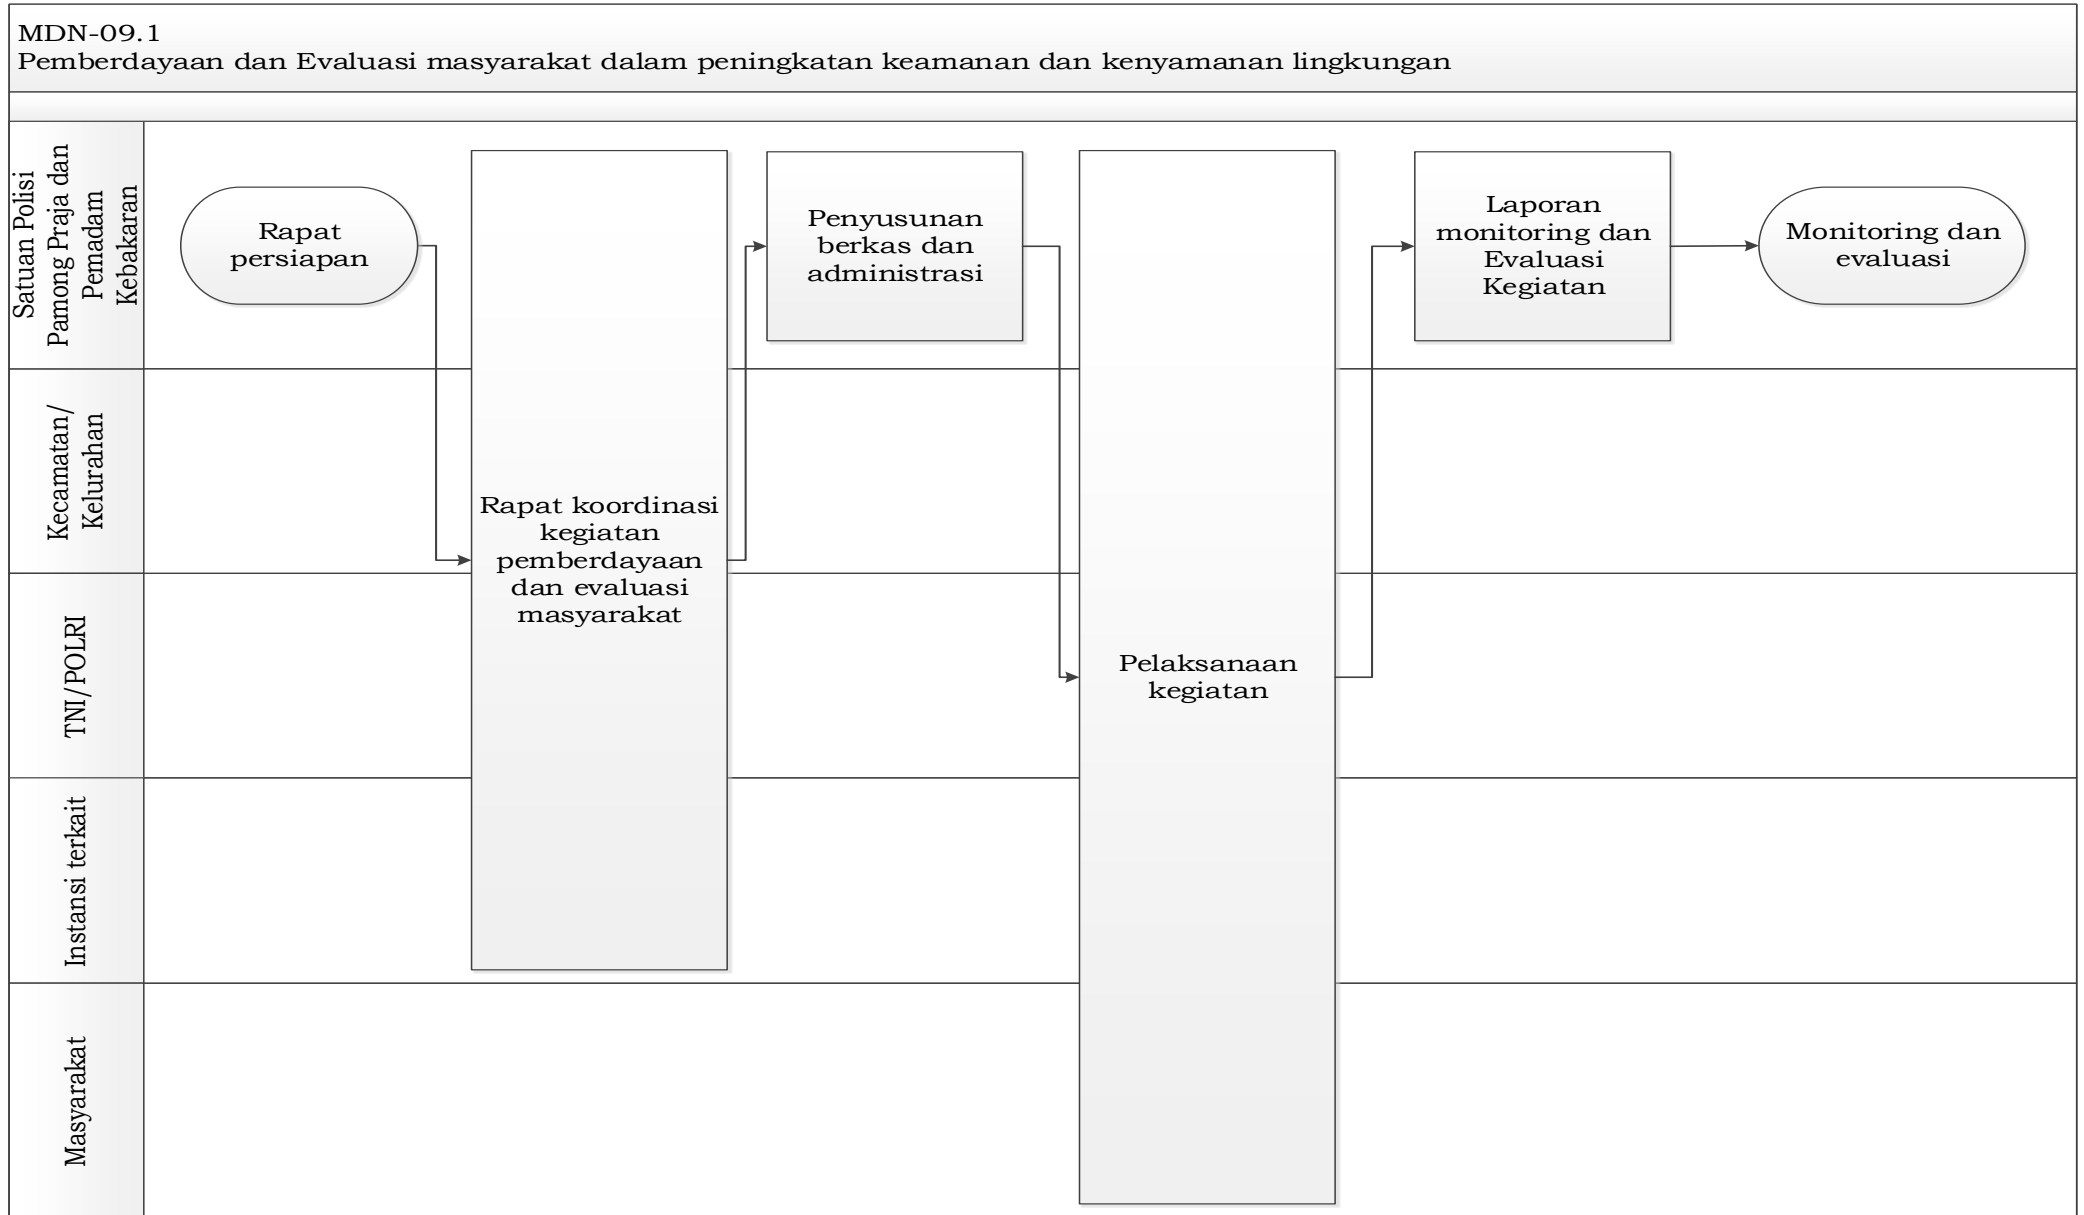 MDN-09.1
Pemberdayaan dan Evaluasi masyarakat dalam peningkatan keamanan dan kenyamanan lingkungan
Satuan Polisi
Pamong Praja dan
Pemadam
Kebakaran
Rapat
persiapan
Penyusunan
berkas dan
administrasi
Laporan
monitoring dan
Evaluasi
Kegiatan
Monitoring dan
evaluasi
Kecamatan/
Kelurahan
Rapat koordinasi
kegiatan
pemberdayaan
dan evaluasi
masyarakat
TNI/POLRI
Pelaksanaan
kegiatan
Instansi terkait
Masyarakat